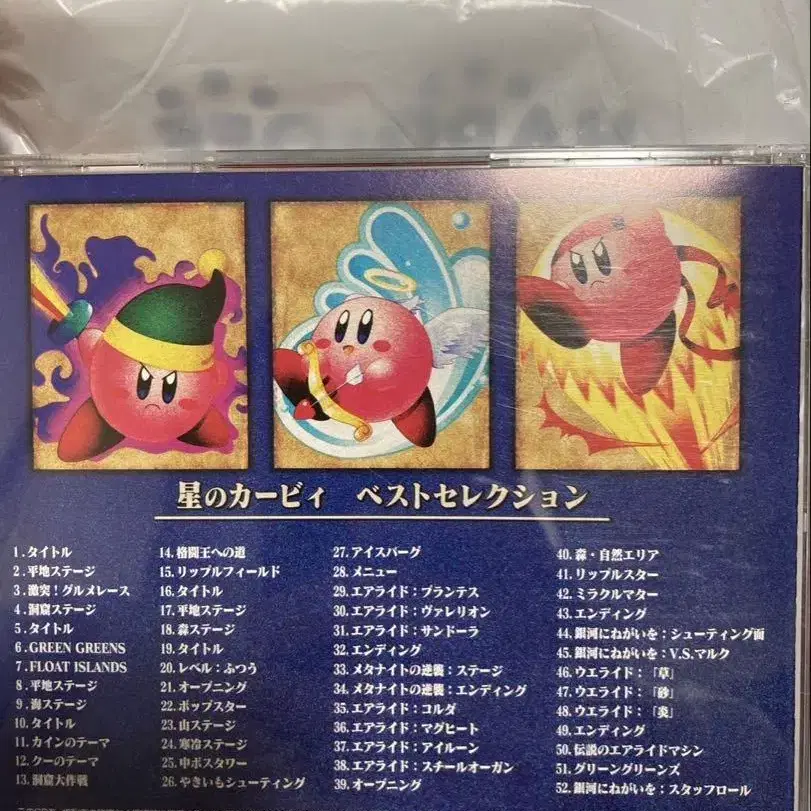 星のカービィ ベストセレクション
1.タイトル
2.平地ステージ
3.激突!グルメレース
4.洞窟ステージ
5.タイトル
6.GREEN GREENS
7.FLOAT ISLANDS
8.平地ステージ
9.海ステージ
10.タイトル
11.カインのテーマ
12.クーのテーマ
13.洞窟大作戦
14.格闘王への道
15.リップルフィールド
16.タイトル
17.平地ステージ
18.森ステージ
19.タイトル
20.レベル:ふつう
21.オープニング
22.ポップスター
23.山ステージ
24.寒冷ステージ
25.中ボスタワー
26.やきいもシューティング
27.アイスバーグ
28.メニュー
29.エアライド:プランテス
30.エアライド:ヴァレリオン
31.エアライド:サンドーラ
32.エンディング
33.メタナイトの逆襲:ステージ
34.メタナイトの逆襲:エンディング
35.エアライド:コルダ
36.エアライド:マグヒート
37.エアライド:アイルーン
38.エアライド:スチールオーガン
39.オープニング
40.森・自然エリア
41.リップルスター
42.ミラクルマター
43.エンディング
44.銀河にねがいを:シューティング面
45.銀河にねがいを:V.S.マルク
46.ウエライド:「草」
47.ウエライド:「砂」
48.ウエライド:「炎」
49.エンディング
50.伝説のエアライドマシン
51.グリーングリーンズ
52.銀河にねがいを:スタッフロール